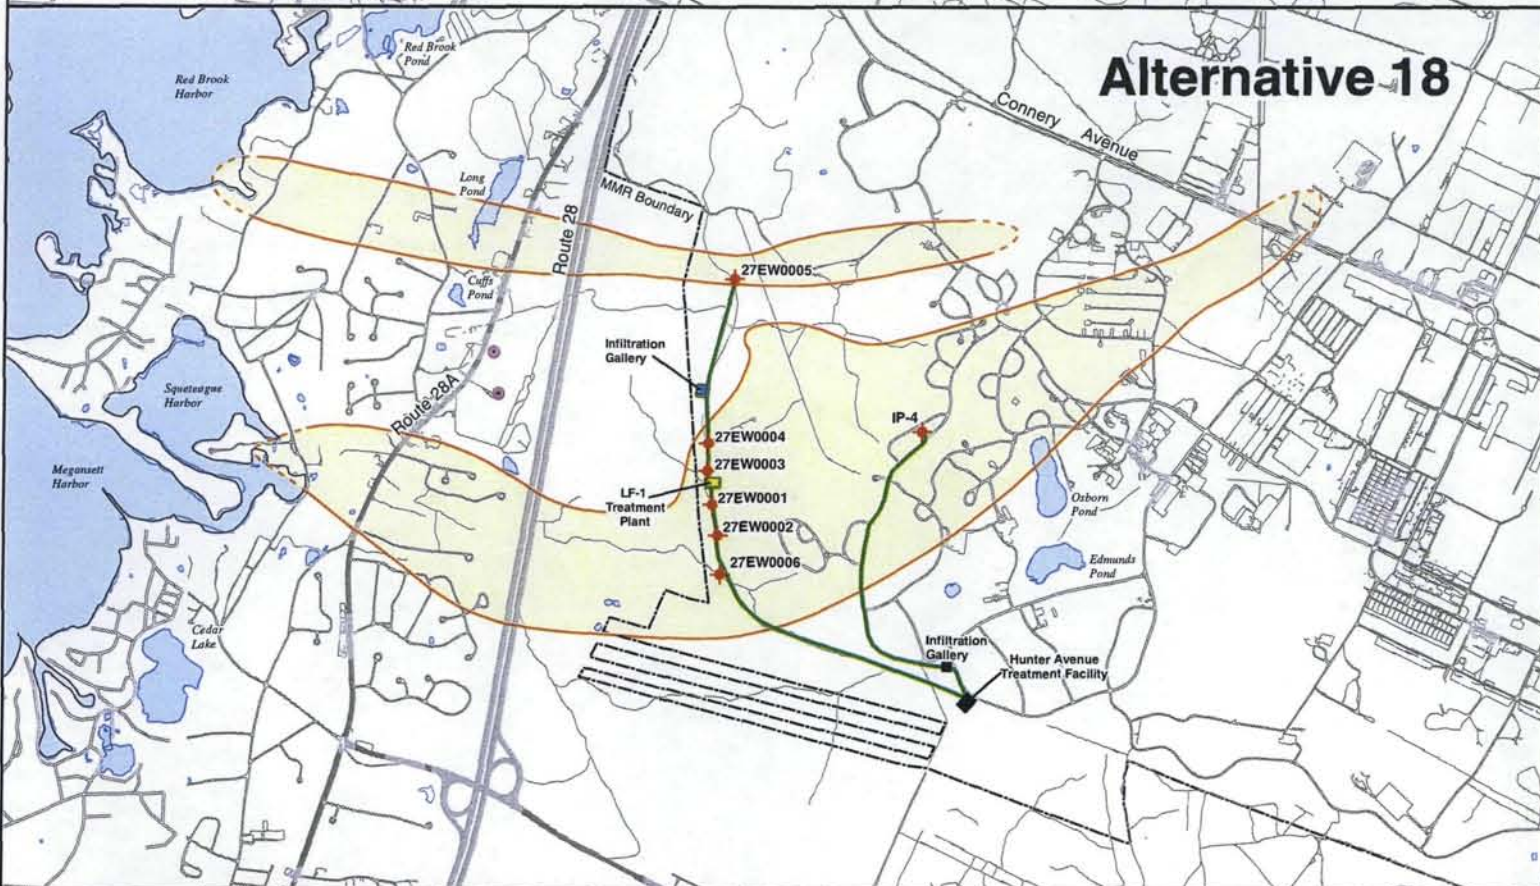 Alternative 18
Red Brook
Pond
Red Brook
Harbor
Connery Avenue
Long
Pond
MMR Boundary
Route 28
27EW0005
Cuffs
Pond
Infiltration
Gallery
Squeteague
Harbor
Route 28A
IP-4
27EW0004
27EW0003
Megansett
Harbor
LF-1
Treatment
Plant
27EW0001
Osborn
Pond
27EW0002
27EW0006
Edmunds
Pond
Cedar
Lake
Infiltration
Gallery
Hunter Avenue
Treatment Facility